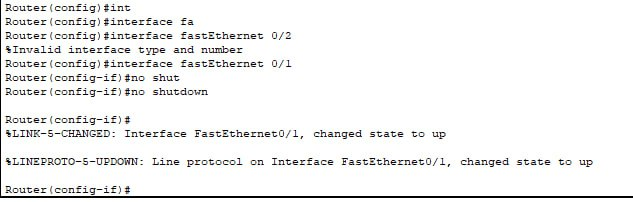 Router(config)#int
Router(config)#interface fa
Router(config)#interface fastEthernet 0/2
%Invalid interface type and number
Router(config)#interface fastEthernet 0/1
Router(config-if)#no shut
Router(config-if)#no shutdown
Router(config-if)#
%LINK-5-CHANGED: Interface FastEthernet0/1, changed state to up
%LINEPROTO-5-UPDOWN: Line protocol on Interface FastEthernet0/1, changed state to up
Router(config-if)#